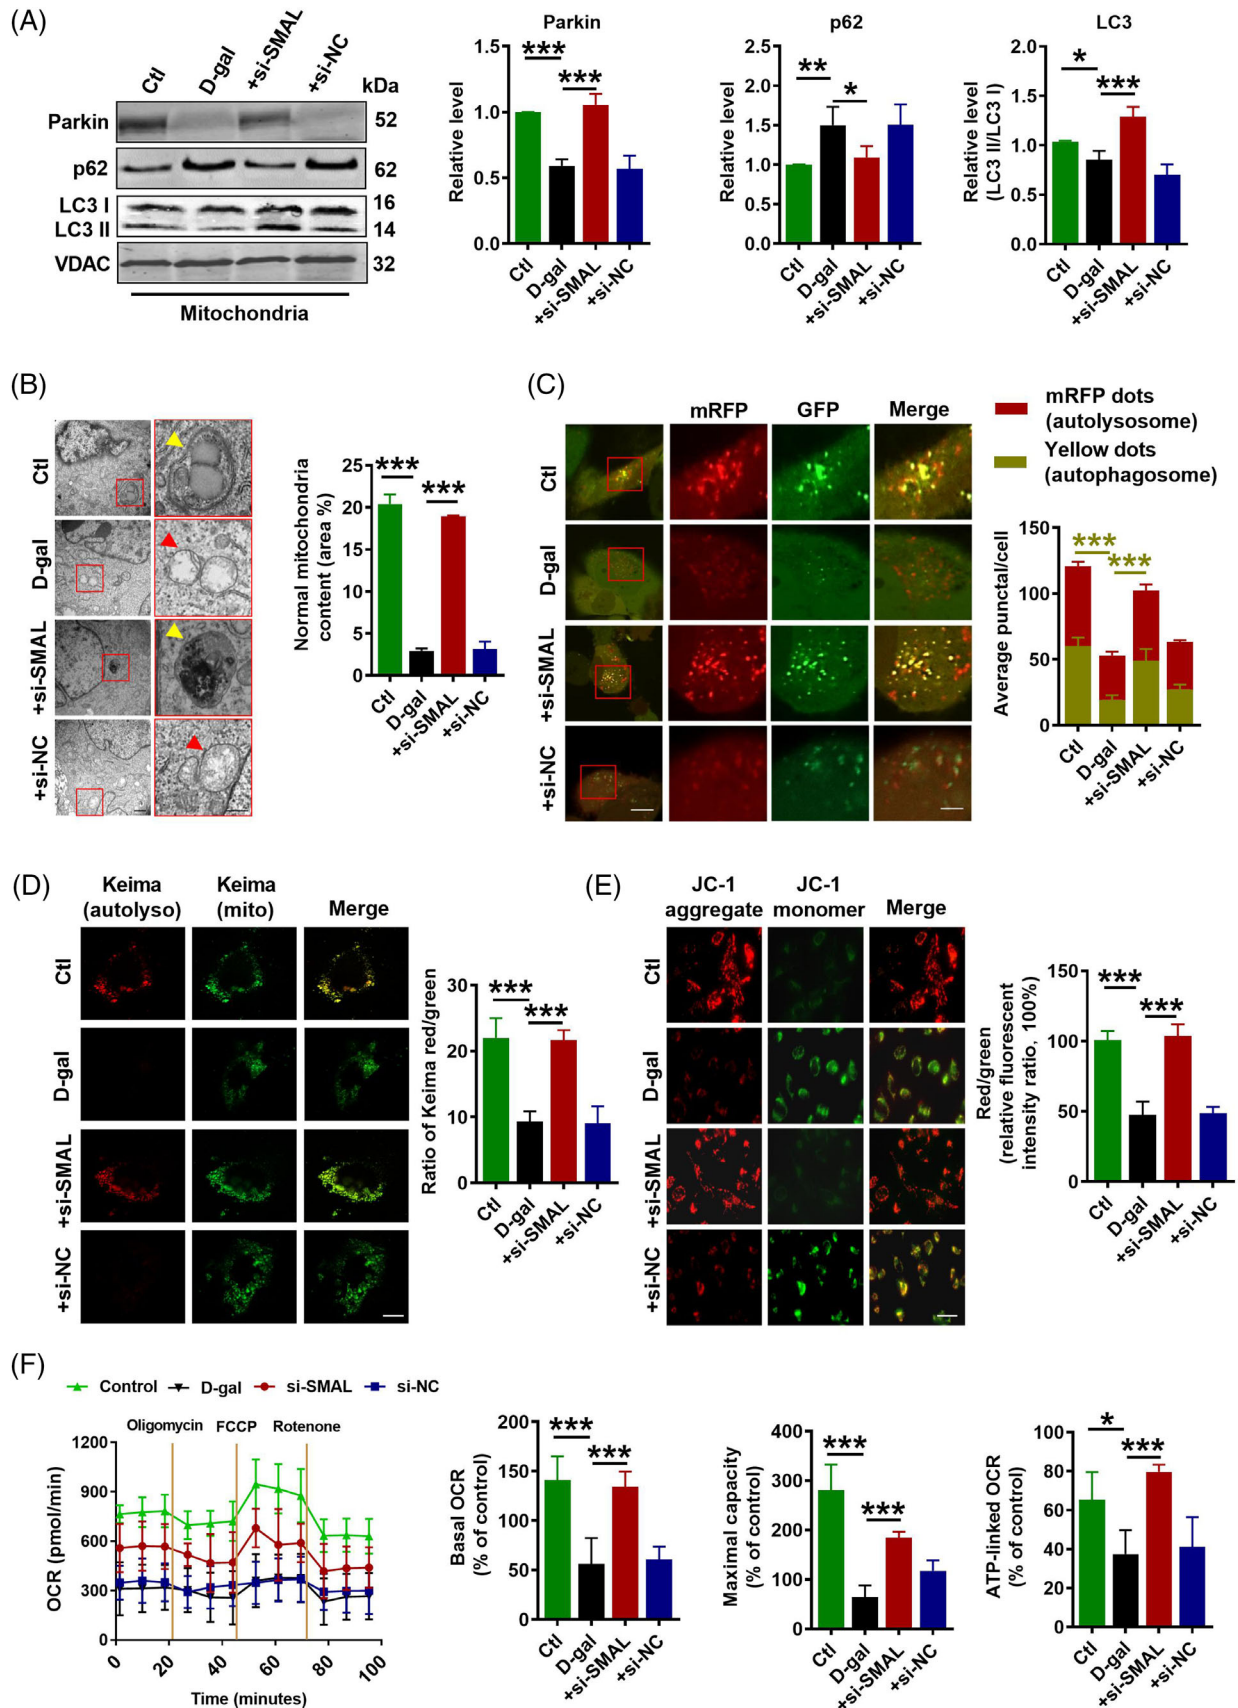 (A)
Ctl
D-gal
+si-SMAL
+si-NC
kDa
Parkin
52
p62
62
LC3 I
16
LC3 II
14
VDAC
32
Mitochondria
Parkin
Relative level
1.5
1.0
0.5
0.0
***
***
Ctl
D-gal
+si-SMAL
+si-NC
p62
Relative level
2.5
2.0
1.5
1.0
0.5
0.0
**
*
Ctl
D-gal
+si-SMAL
+si-NC
LC3
Relative level
(LC3 II/LC3 I)
2.0
1.5
1.0
0.5
0.0
*
***
Ctl
D-gal
+si-SMAL
+si-NC
(B)
Ctl
D-gal
+si-SMAL
+si-NC
Normal mitochondria
content (area %)
25
20
15
10
5
0
***
***
Ctl
D-gal
+si-SMAL
+si-NC
(C)
mRFP
GFP
Merge
Ctl
D-gal
+si-SMAL
+si-NC
mRFP dots
(autolysosome)
Yellow dots
(autophagosome)
Average punctal/cell
150
100
50
0
***
***
Ctl
D-gal
+si-SMAL
+si-NC
(D)
Keima
(autolyso)
Keima
(mito)
Merge
Ctl
D-gal
+si-SMAL
+si-NC
Ratio of Keima red/green
30
20
10
0
***
***
Ctl
D-gal
+si-SMAL
+si-NC
(E)
JC-1
aggregate
JC-1
monomer
Merge
Ctl
D-gal
+si-SMAL
+si-NC
Red/green
(relative fluorescent
intensity ratio, 100%)
150
100
50
0
***
***
Ctl
D-gal
+si-SMAL
+si-NC
(F)
Control
D-gal
si-SMAL
si-NC
Oligomycin
FCCP
Rotenone
OCR (pmol/min)
1200
900
600
300
0
0
20
40
60
80
100
Time (minutes)
Basal OCR
(% of control)
200
150
100
50
0
***
***
Ctl
D-gal
+si-SMAL
+si-NC
Maximal capacity
(% of control)
400
300
200
100
0
***
***
Ctl
D-gal
+si-SMAL
+si-NC
ATP-linked OCR
(% of control)
100
80
60
40
20
0
*
***
Ctl
D-gal
+si-SMAL
+si-NC